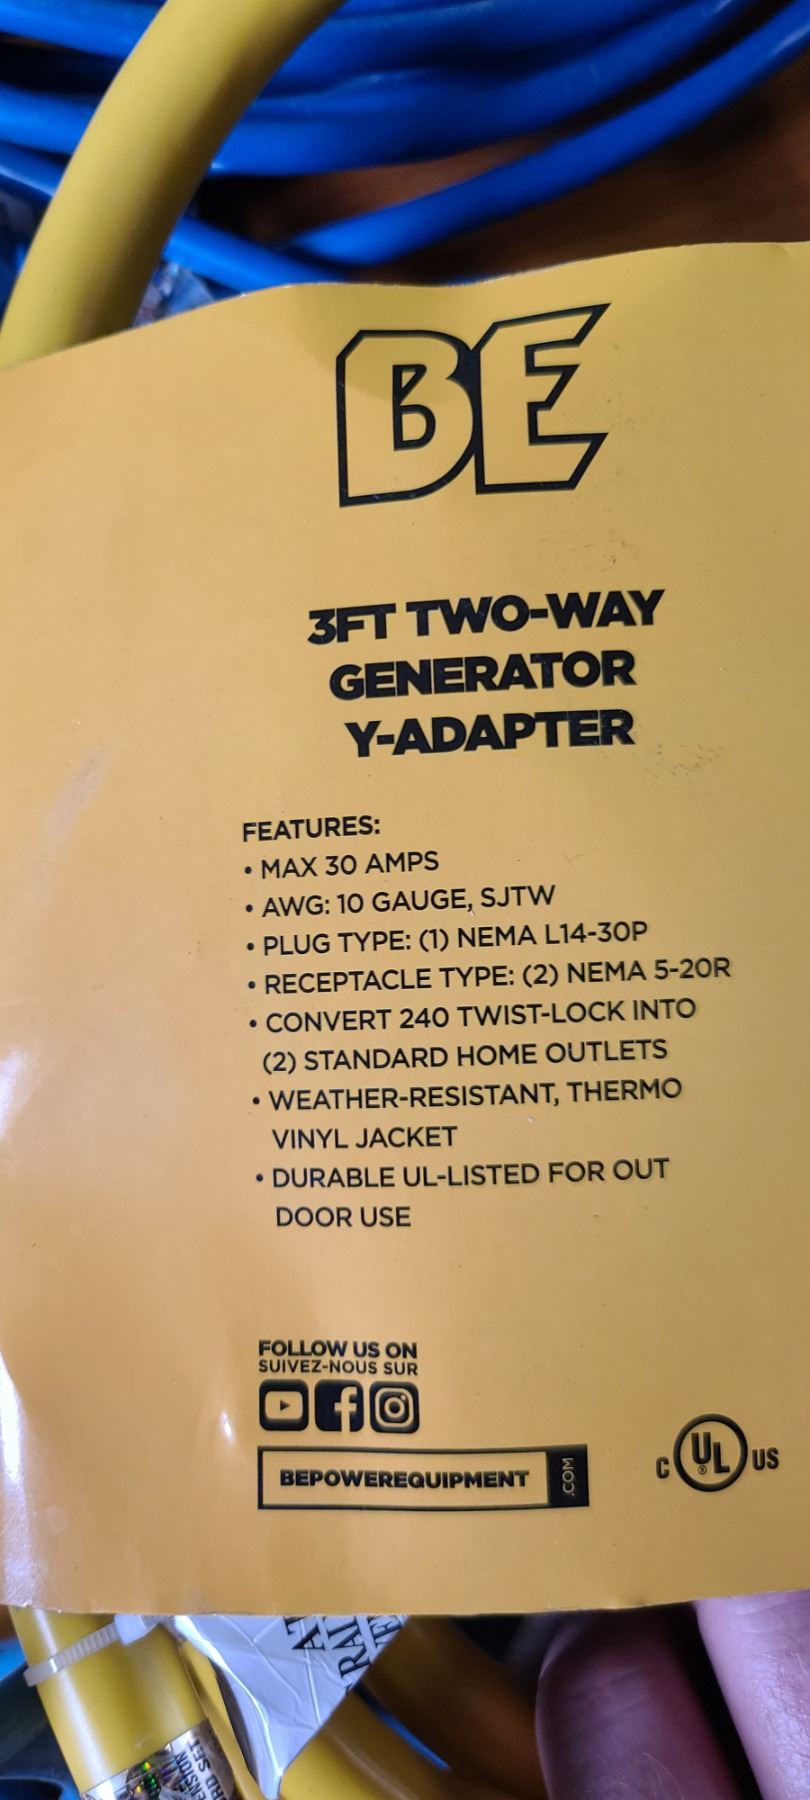 BE
3FT TWO-WAY
GENERATOR
Y-ADAPTER
FEATURES:
• MAX 30 AMPS
• AWG: 10 GAUGE, SJTW
• PLUG TYPE: (1) NEMA L14-30P
• RECEPTACLE TYPE: (2) NEMA 5-20R
• CONVERT 240 TWIST-LOCK INTO
(2) STANDARD HOME OUTLETS
• WEATHER-RESISTANT, THERMO
VINYL JACKET
• DURABLE UL-LISTED FOR OUT
DOOR USE
FOLLOW US ON
SUIVEZ-NOUS SUR
BEPOWEREQUIPMENT .COM
C UL® US